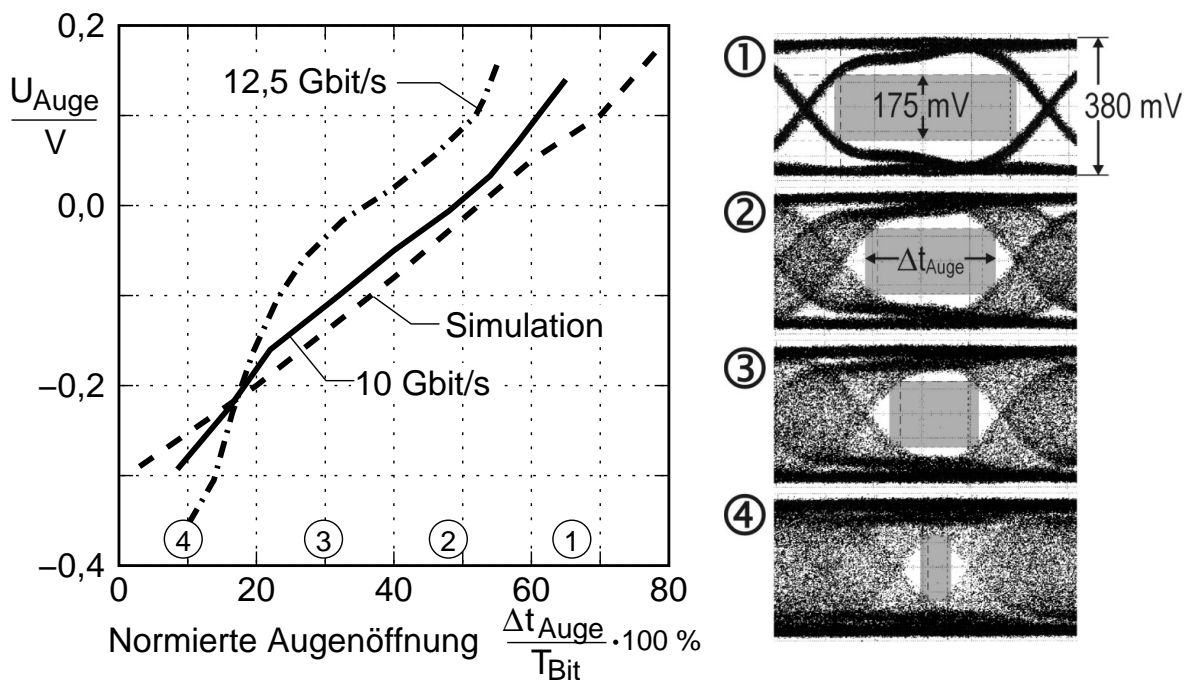 0,2
U_Auge
V
0,0
−0,2
−0,4
12,5 Gbit/s
Simulation
10 Gbit/s
④ ③ ② ①
0 20 40 60 80
Normierte Augenöffnung Δt_Auge / T_Bit ·100 %
①
175 mV
380 mV
②
Δt_Auge
③
④